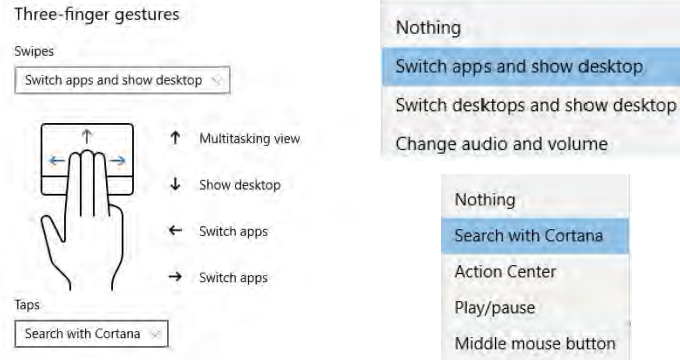 Three-finger gestures
Swipes
Switch apps and show desktop
↑ Multitasking view
↓ Show desktop
← Switch apps
→ Switch apps
Taps
Search with Cortana
Nothing
Switch apps and show desktop
Switch desktops and show desktop
Change audio and volume
Nothing
Search with Cortana
Action Center
Play/pause
Middle mouse button